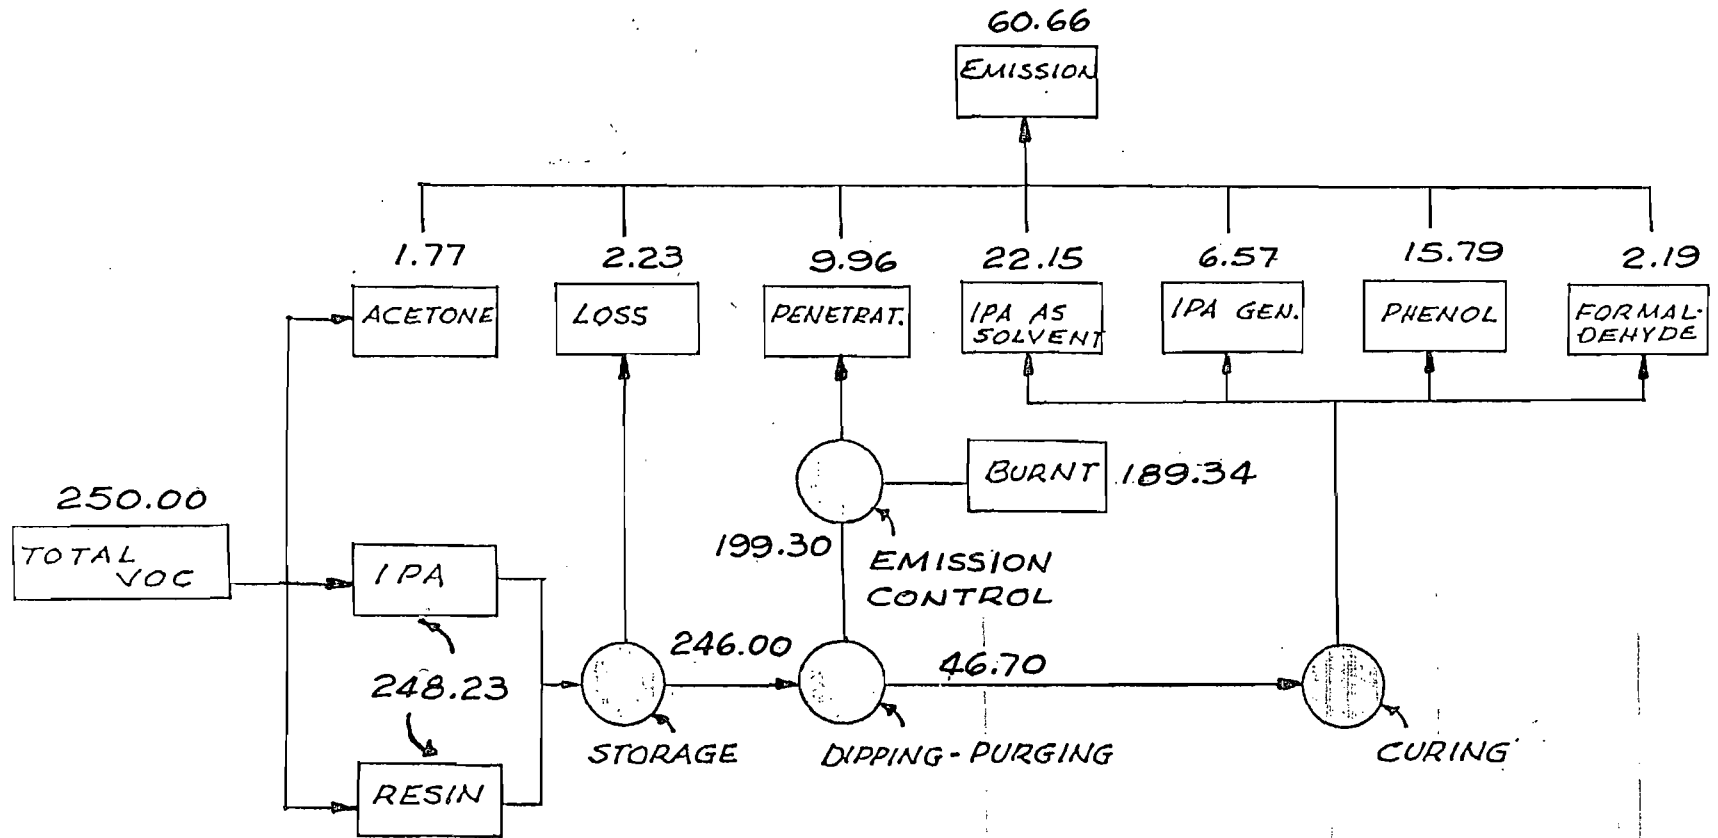 60.66
EMISSION
1.77
2.23
9.96
22.15
6.57
15.79
2.19
ACETONE
LOSS
PENETRAT.
IPA AS
SOLVENT
IPA GEN.
PHENOL
FORMAL-
DEHYDE
BURNT
189.34
250.00
TOTAL
VOC
199.30
EMISSION
CONTROL
IPA
246.00
46.70
248.23
STORAGE
DIPPING-PURGING
CURING
RESIN